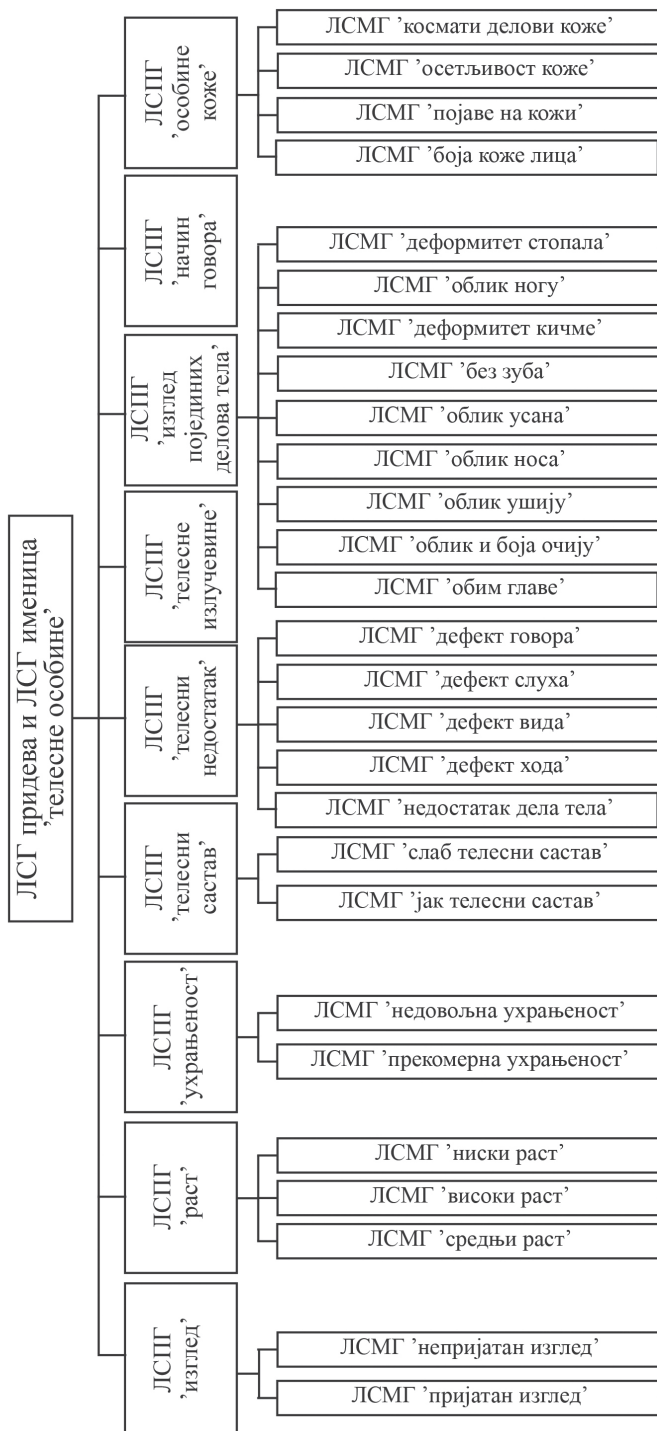 ЛСГ придева и ЛСГ именица
’телесне особине’
ЛСПГ
’особине
коже’
ЛСМГ ’космати делови коже’
ЛСМГ ’осетљивост коже’
ЛСМГ ’појаве на кожи’
ЛСМГ ’боја коже лица’
ЛСПГ
’начин
говора’
ЛСПГ
’изглед
појединих
делова тела’
ЛСМГ ’деформитет стопала’
ЛСМГ ’облик ногу’
ЛСМГ ’деформитет кичме’
ЛСМГ ’без зуба’
ЛСМГ ’облик усана’
ЛСМГ ’облик носа’
ЛСМГ ’облик ушију’
ЛСМГ ’облик и боја очију’
ЛСМГ ’обим главе’
ЛСПГ
’телесне
излучевине’
ЛСПГ
’телесни
недостатак’
ЛСМГ ’дефект говора’
ЛСМГ ’дефект слуха’
ЛСМГ ’дефект вида’
ЛСМГ ’дефект хода’
ЛСМГ ’недостатак дела тела’
ЛСПГ
’телесни
састав’
ЛСМГ ’слаб телесни састав’
ЛСМГ ’јак телесни састав’
ЛСПГ
’ухрањеност’
ЛСМГ ’недовољна ухрањеност’
ЛСМГ ’прекомерна ухрањеност’
ЛСПГ
’раст’
ЛСМГ ’ниски раст’
ЛСМГ ’високи раст’
ЛСМГ ’средњи раст’
ЛСПГ
’изглед’
ЛСМГ ’непријатан изглед’
ЛСМГ ’пријатан изглед’